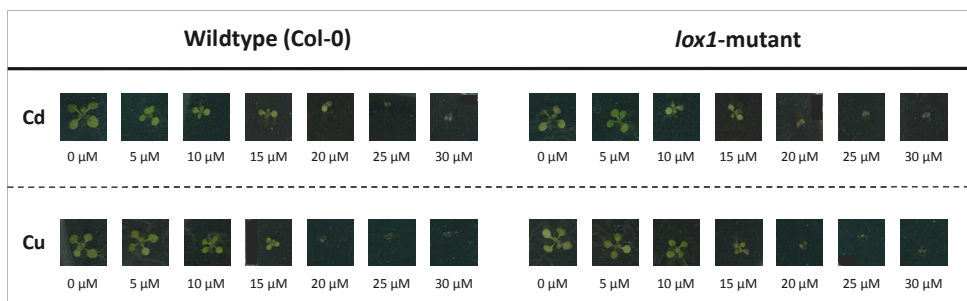 Wildtype (Col-0) lox1-mutant
Cd
0 µM 5 µM 10 µM 15 µM 20 µM 25 µM 30 µM 0 µM 5 µM 10 µM 15 µM 20 µM 25 µM 30 µM
Cu
0 µM 5 µM 10 µM 15 µM 20 µM 25 µM 30 µM 0 µM 5 µM 10 µM 15 µM 20 µM 25 µM 30 µM